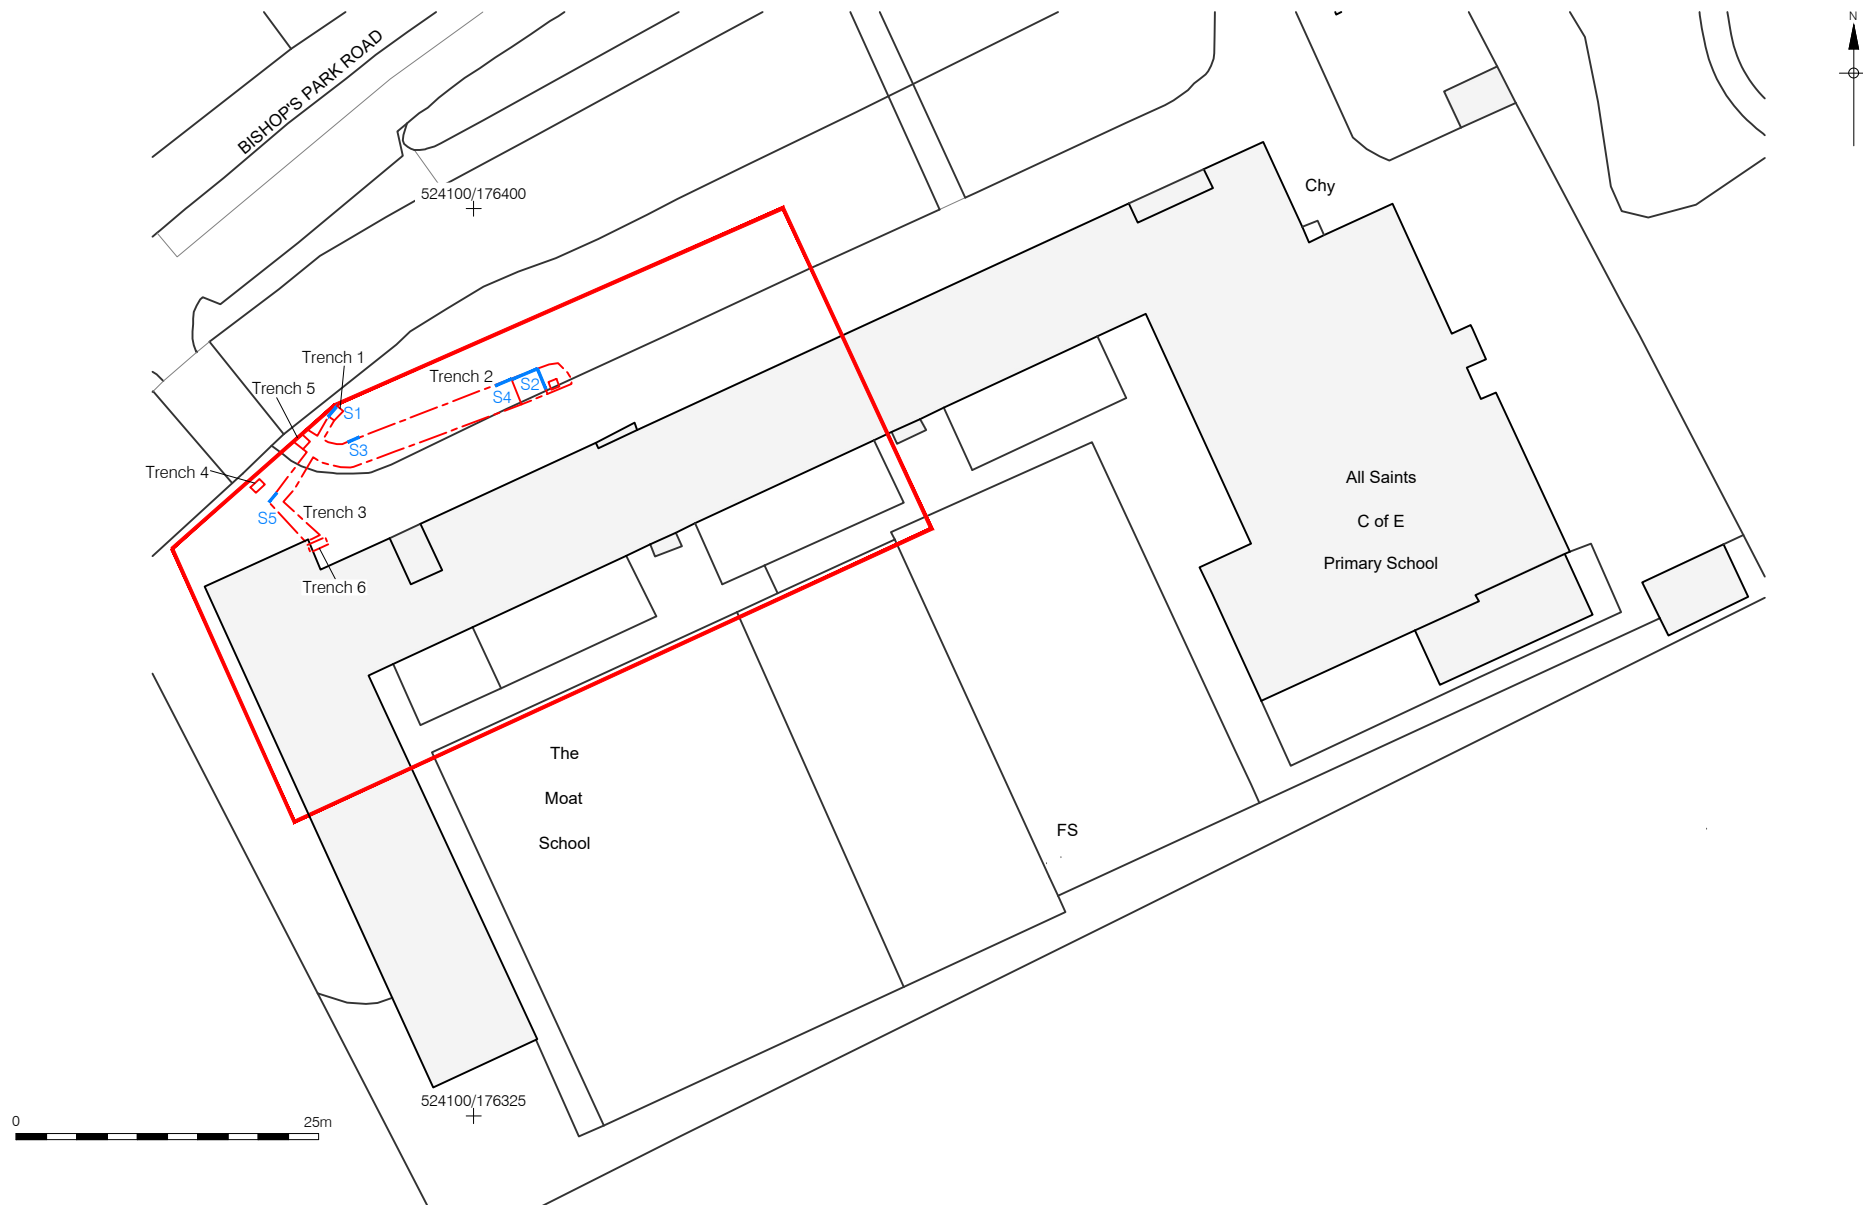 N
BISHOP'S PARK ROAD
Chy
524100/176400
Trench 1
Trench 2
Trench 5
S2
S4
S1
S3
Trench 4
Trench 3
S5
Trench 6
All Saints
C of E
Primary School
The
Moat
School
FS
524100/176325
0
25m